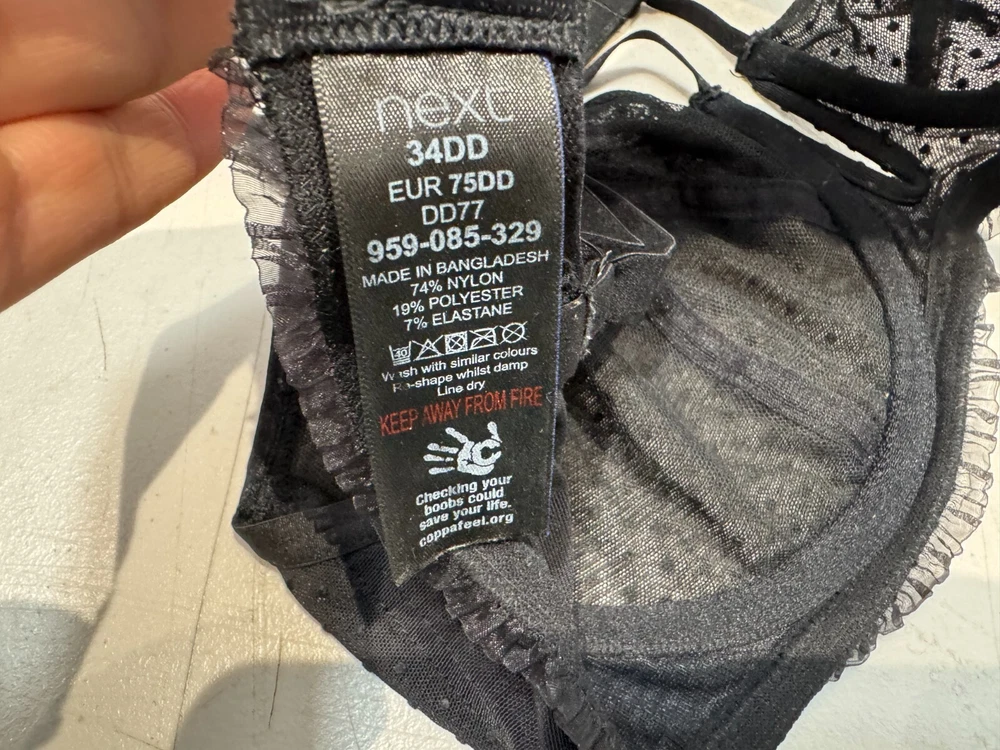 next
34DD
EUR 75DD
DD77
959-085-329
MADE IN BANGLADESH
74% NYLON
19% POLYESTER
7% ELASTANE
40
Wash with similar colours
Re-shape whilst damp
Line dry
KEEP AWAY FROM FIRE
Checking your
boobs could
save your life.
coppafeel.org